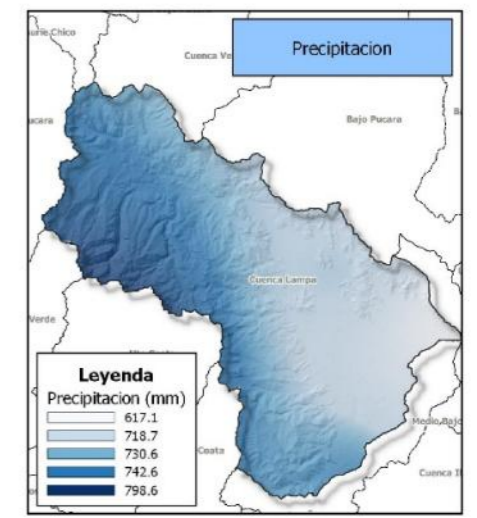 Precipitacion
Cuenca Ve
Bajo Pucara
ucara
Cuenca Lampa
Verde
Coata
Medio Bajo
Cuenca I
Leyenda
Precipitacion (mm)
617.1
718.7
730.6
742.6
798.6